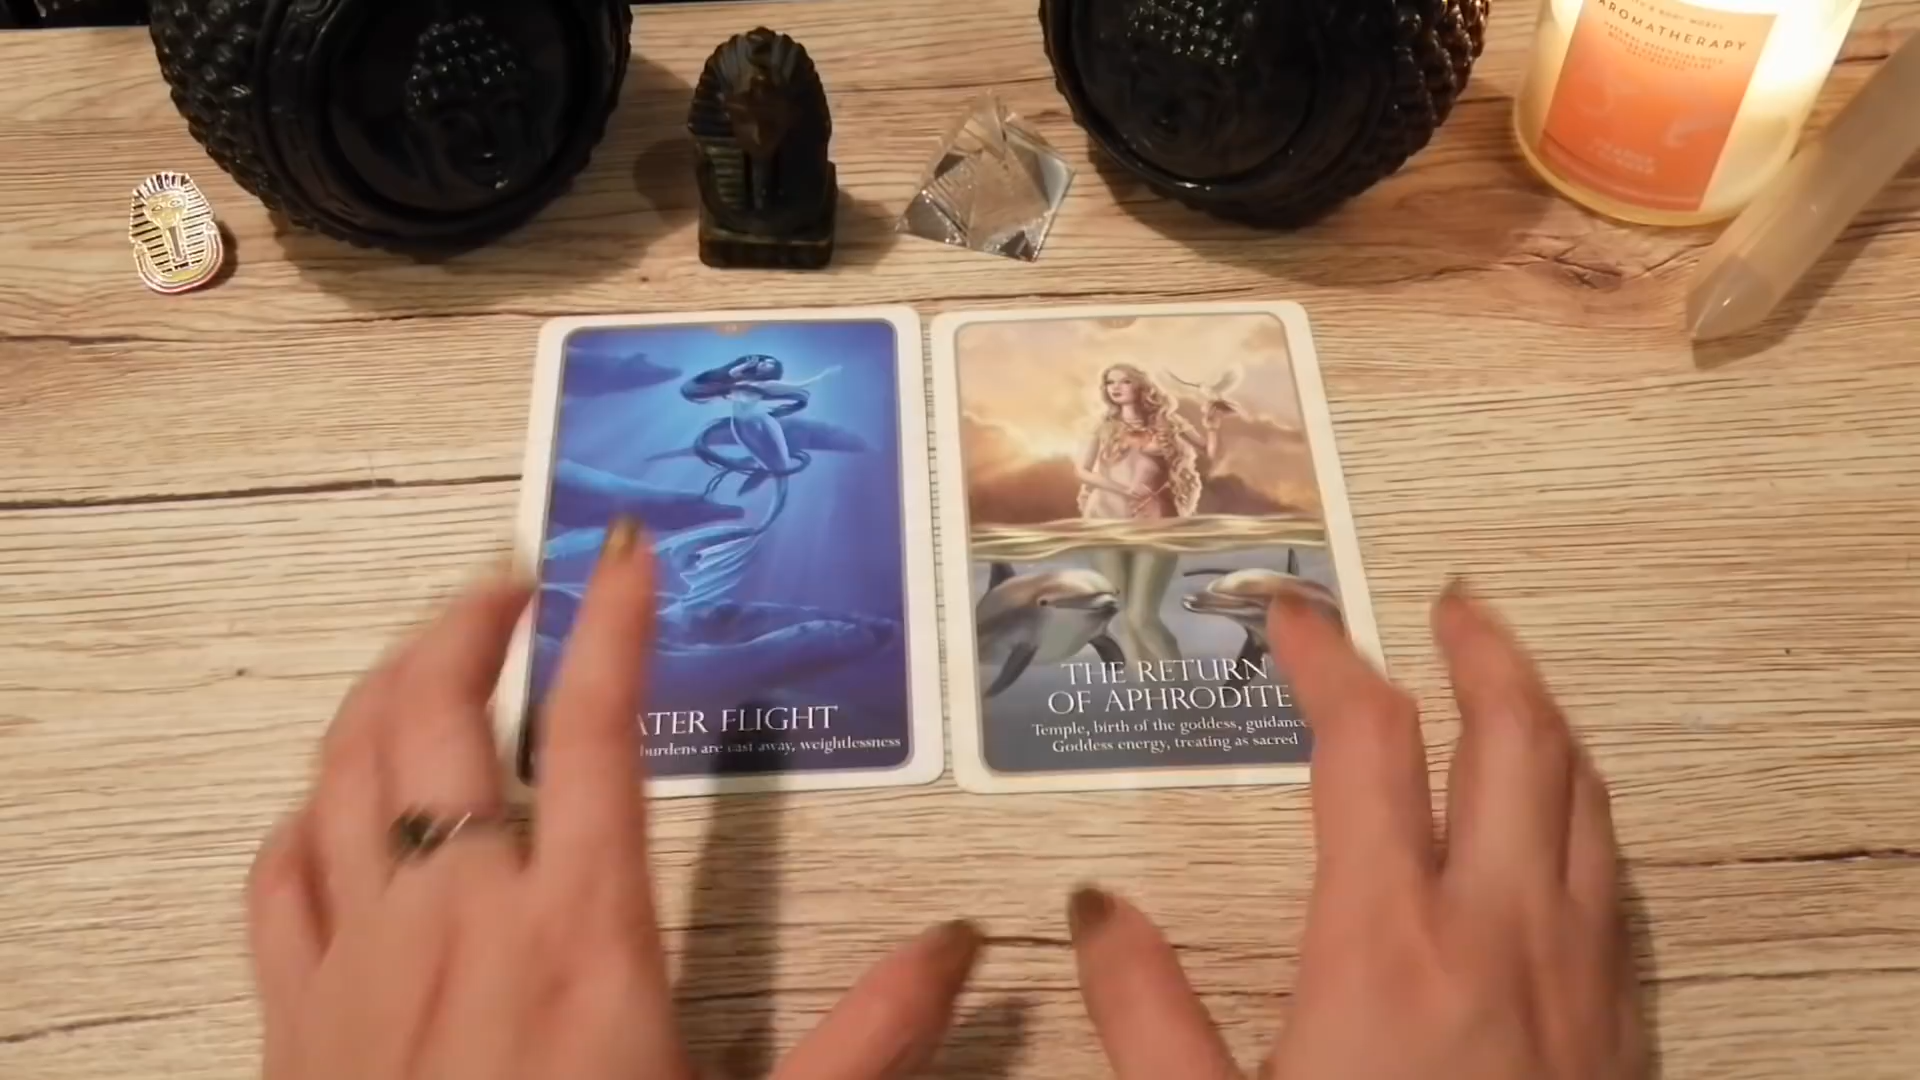 AROMATHERAPY
ATER FLIGHT
burdens are cast away, weightlessness
THE RETURN
OF APHRODITE
Temple, birth of the goddess, guidance
Goddess energy, treating as sacred